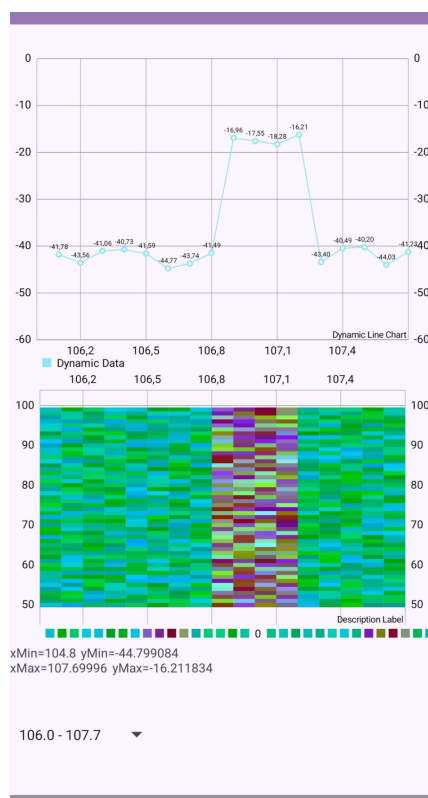 0 0
-10 -10
-16,96 -17,55 -18,28 -16,21
-20 -20
-30 -30
-40 -41,78 -43,56 -41,06 -40,73 -41,59 -44,77 -43,74 -41,49 -43,40 -40,49 -40,20 -44,03 -41,23 -40
-50 -50
-60 Dynamic Line Chart -60
106,2 106,5 106,8 107,1 107,4
Dynamic Data
106,2 106,5 106,8 107,1 107,4
100 100
90 90
80 80
70 70
60 60
50 50
Description Label
0
xMin=104.8 yMin=-44.799084
xMax=107.69996 yMax=-16.211834
106.0 - 107.7